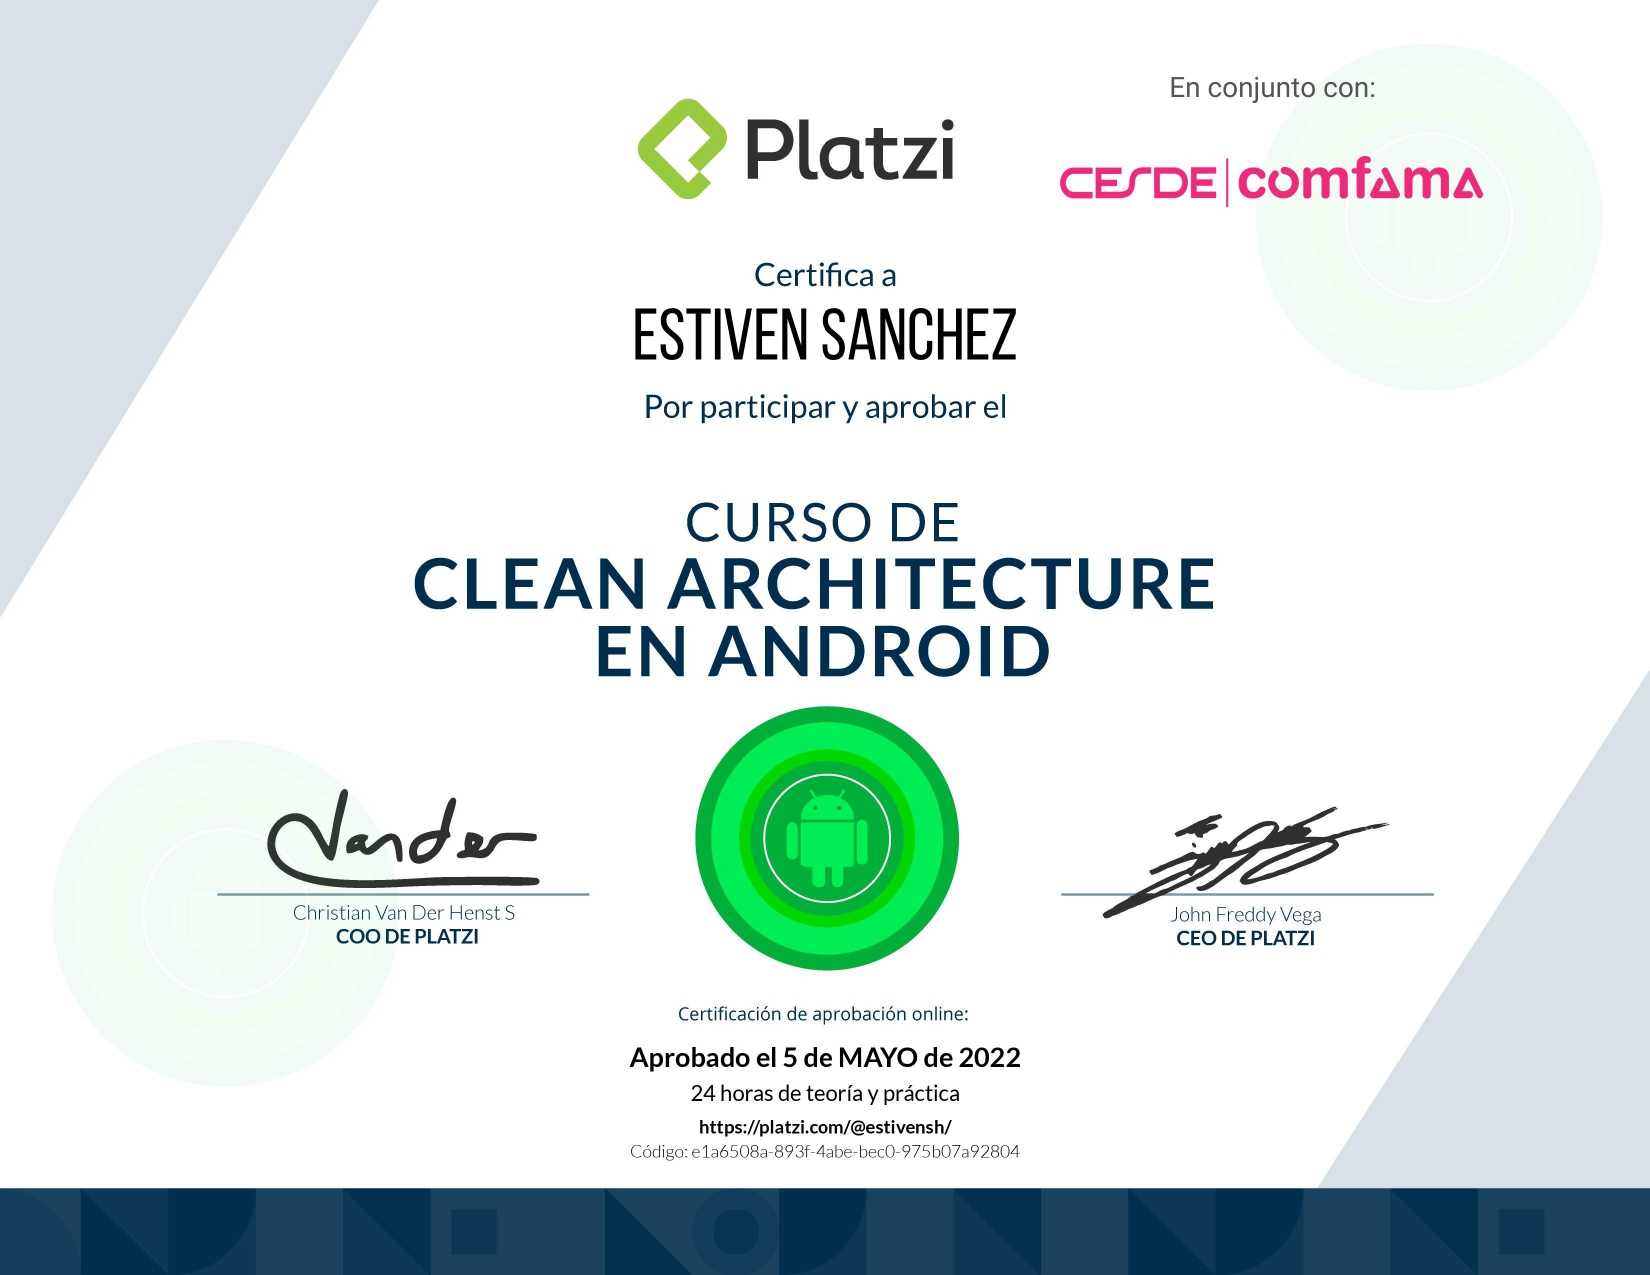 Platzi
En conjunto con:
CESDE | comfama
Certifica a
ESTIVEN SANCHEZ
Por participar y aprobar el
CURSO DE
CLEAN ARCHITECTURE
EN ANDROID
Vander
Christian Van Der Henst S
COO DE PLATZI
John Freddy Vega
CEO DE PLATZI
Certificación de aprobación online:
Aprobado el 5 de MAYO de 2022
24 horas de teoría y práctica
https://platzi.com/@estivensh/
Código: e1a6508a-893f-4abe-bec0-975b07a92804